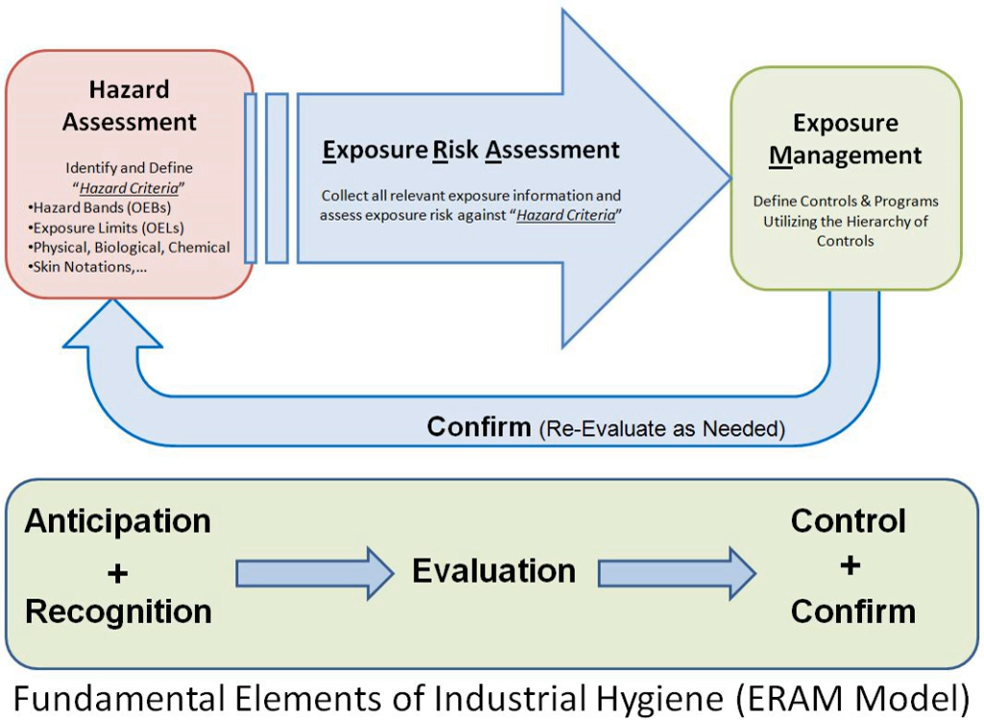 Hazard
Assessment
Identify and Define
“Hazard Criteria”
•Hazard Bands (OEBs)
•Exposure Limits (OELs)
•Physical, Biological, Chemical
•Skin Notations,...
Exposure Risk Assessment
Collect all relevant exposure information and
assess exposure risk against “Hazard Criteria”
Exposure
Management
Define Controls & Programs
Utilizing the Hierarchy of
Controls
Confirm (Re-Evaluate as Needed)
Anticipation
+
Recognition
Evaluation
Control
+
Confirm
Fundamental Elements of Industrial Hygiene (ERAM Model)